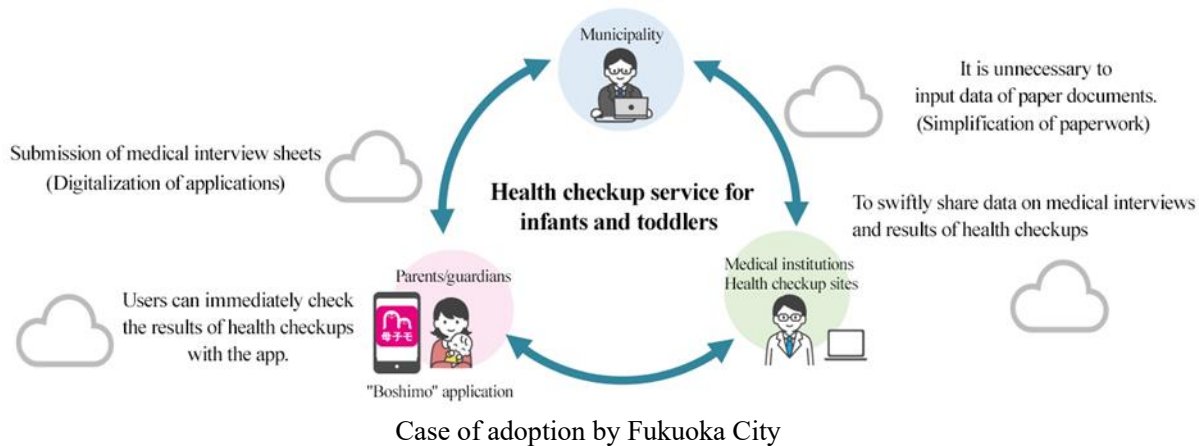 Municipality
It is unnecessary to
input data of paper documents.
(Simplification of paperwork)
Submission of medical interview sheets
(Digitalization of applications)
Health checkup service for
infants and toddlers
To swiftly share data on medical interviews
and results of health checkups
Parents/guardians
母子モ
"Boshimo" application
Medical institutions
Health checkup sites
Users can immediately check
the results of health checkups
with the app.
Case of adoption by Fukuoka City